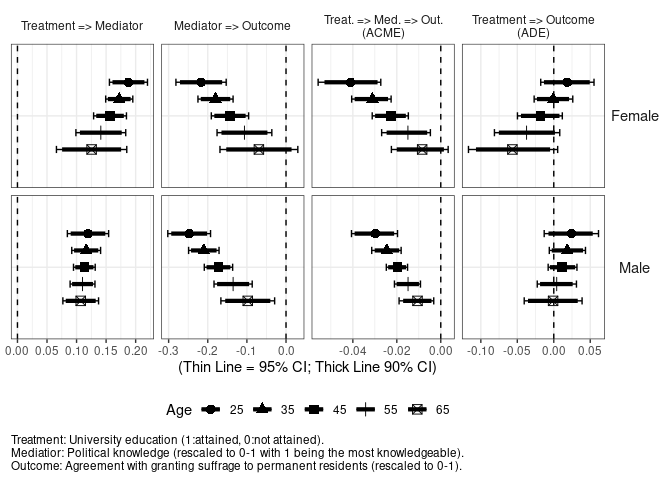 Treatment => Mediator
Mediator => Outcome
Treat. => Med. => Out.
(ACME)
Treatment => Outcome
(ADE)
Female
Male
0.00 0.05 0.10 0.15 0.20
-0.3 -0.2 -0.1 0.0
-0.04 -0.02 0.00
-0.10 -0.05 0.00 0.05
(Thin Line = 95% CI; Thick Line 90% CI)
Age 25 35 45 55 65
Treatment: University education (1:attained, 0:not attained).
Mediatior: Political knowledge (rescaled to 0-1 with 1 being the most knowledgeable).
Outcome: Agreement with granting suffrage to permanent residents (rescaled to 0-1).